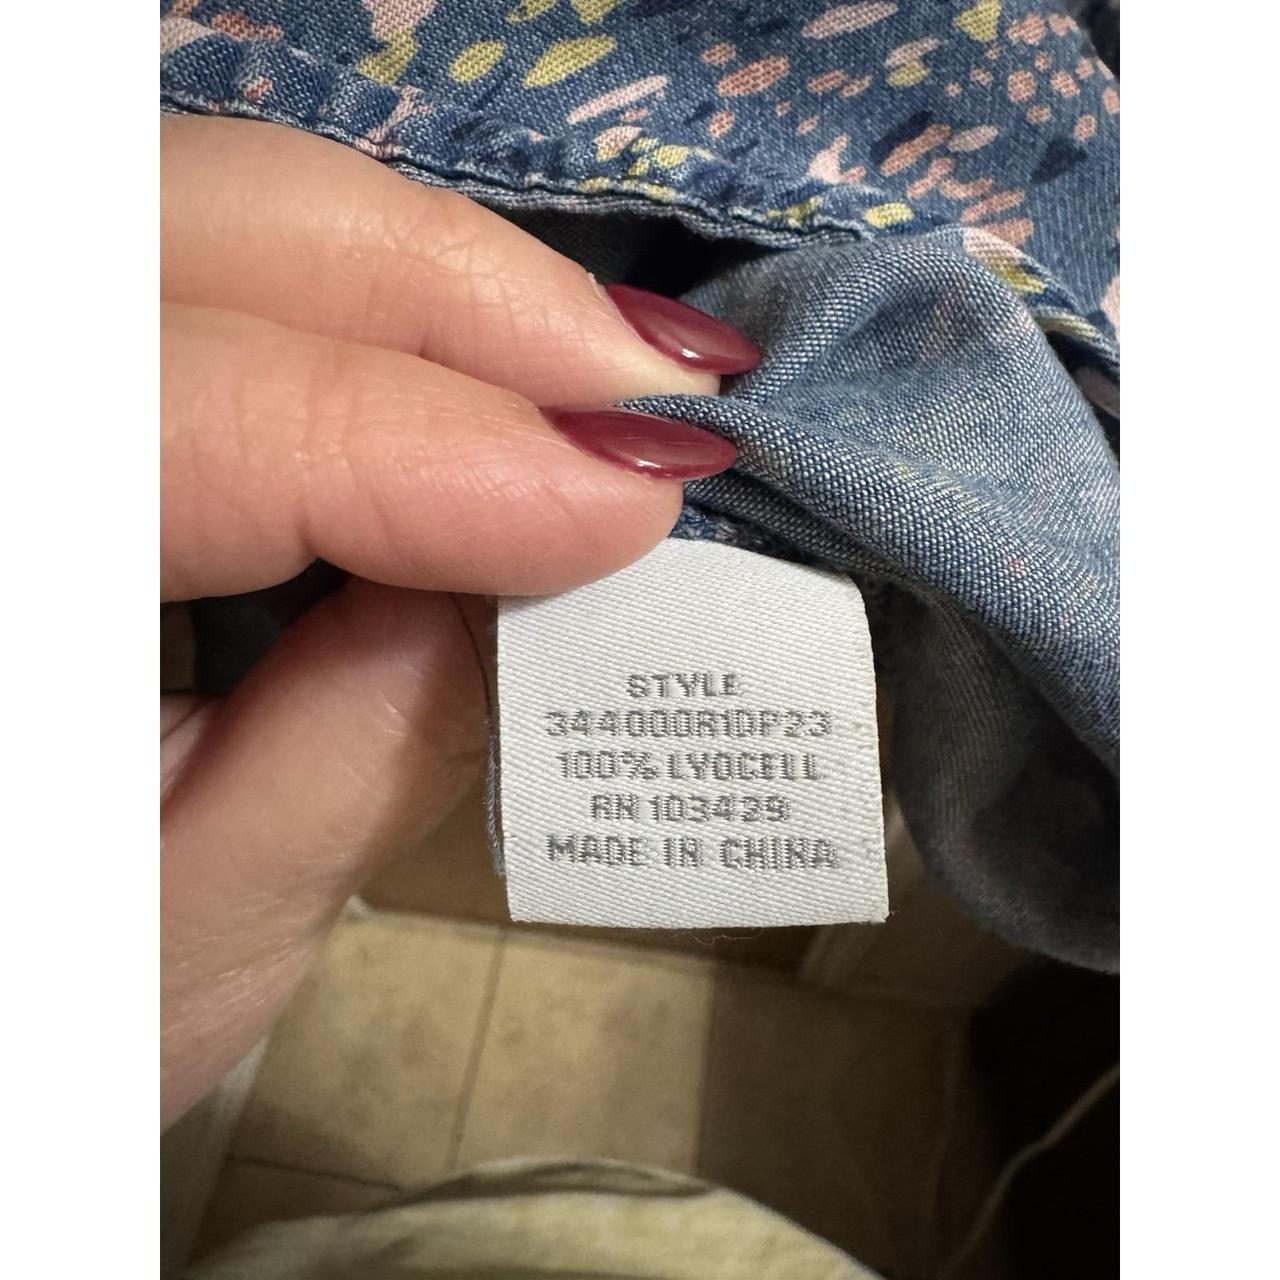 STYLE
344000R1DP23
100% LYOCELL
RN 103429
MADE IN CHINA